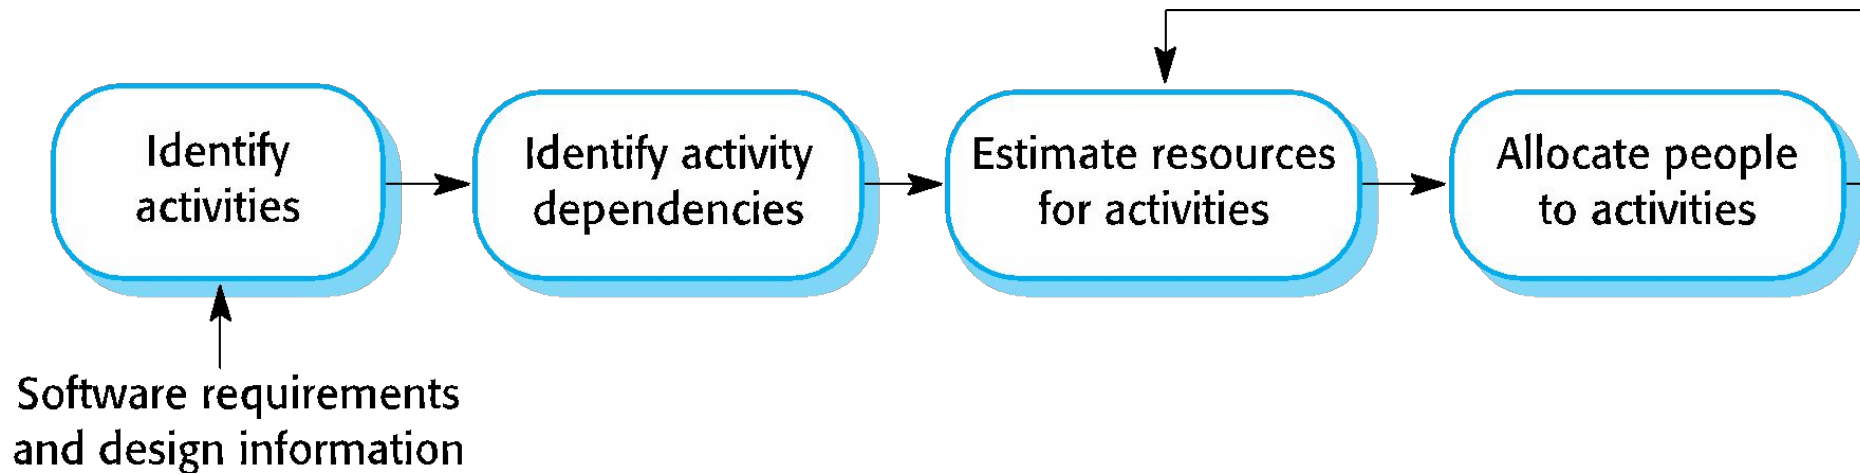 Identify
activities
Identify activity
dependencies
Estimate resources
for activities
Allocate people
to activities
Software requirements
and design information